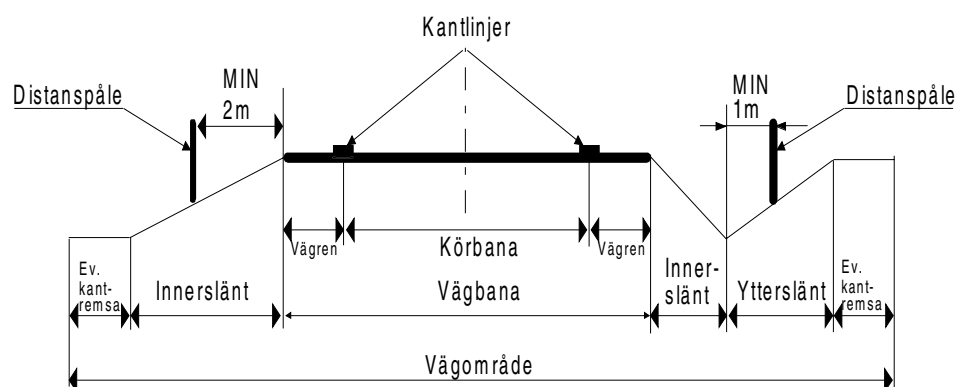 Kantlinjer
Distanspåle
MIN
2m
MIN
1m
Distanspåle
Vägren
Körbana
Vägren
Ev.
kant-
remsa
Innerslänt
Vägbana
Inner-
slänt
Ytterslänt
Ev.
kant-
remsa
Vägområde